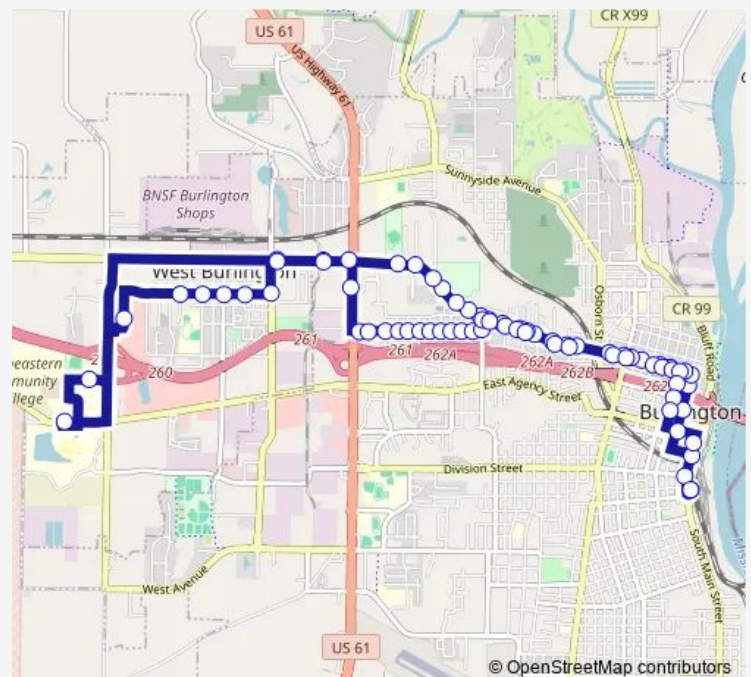 CR X99
US 61
US Highway 61
Sunnyside Avenue
BNSF Burlington
Shops
West Burlington
Osborn St
CR 99
Bluff Road
261
260
261
262A
262A
262B
262
East Agency Street
Burlington
Division Street
West Avenue
South Main Street
US 61
© OpenStreetMap contributors